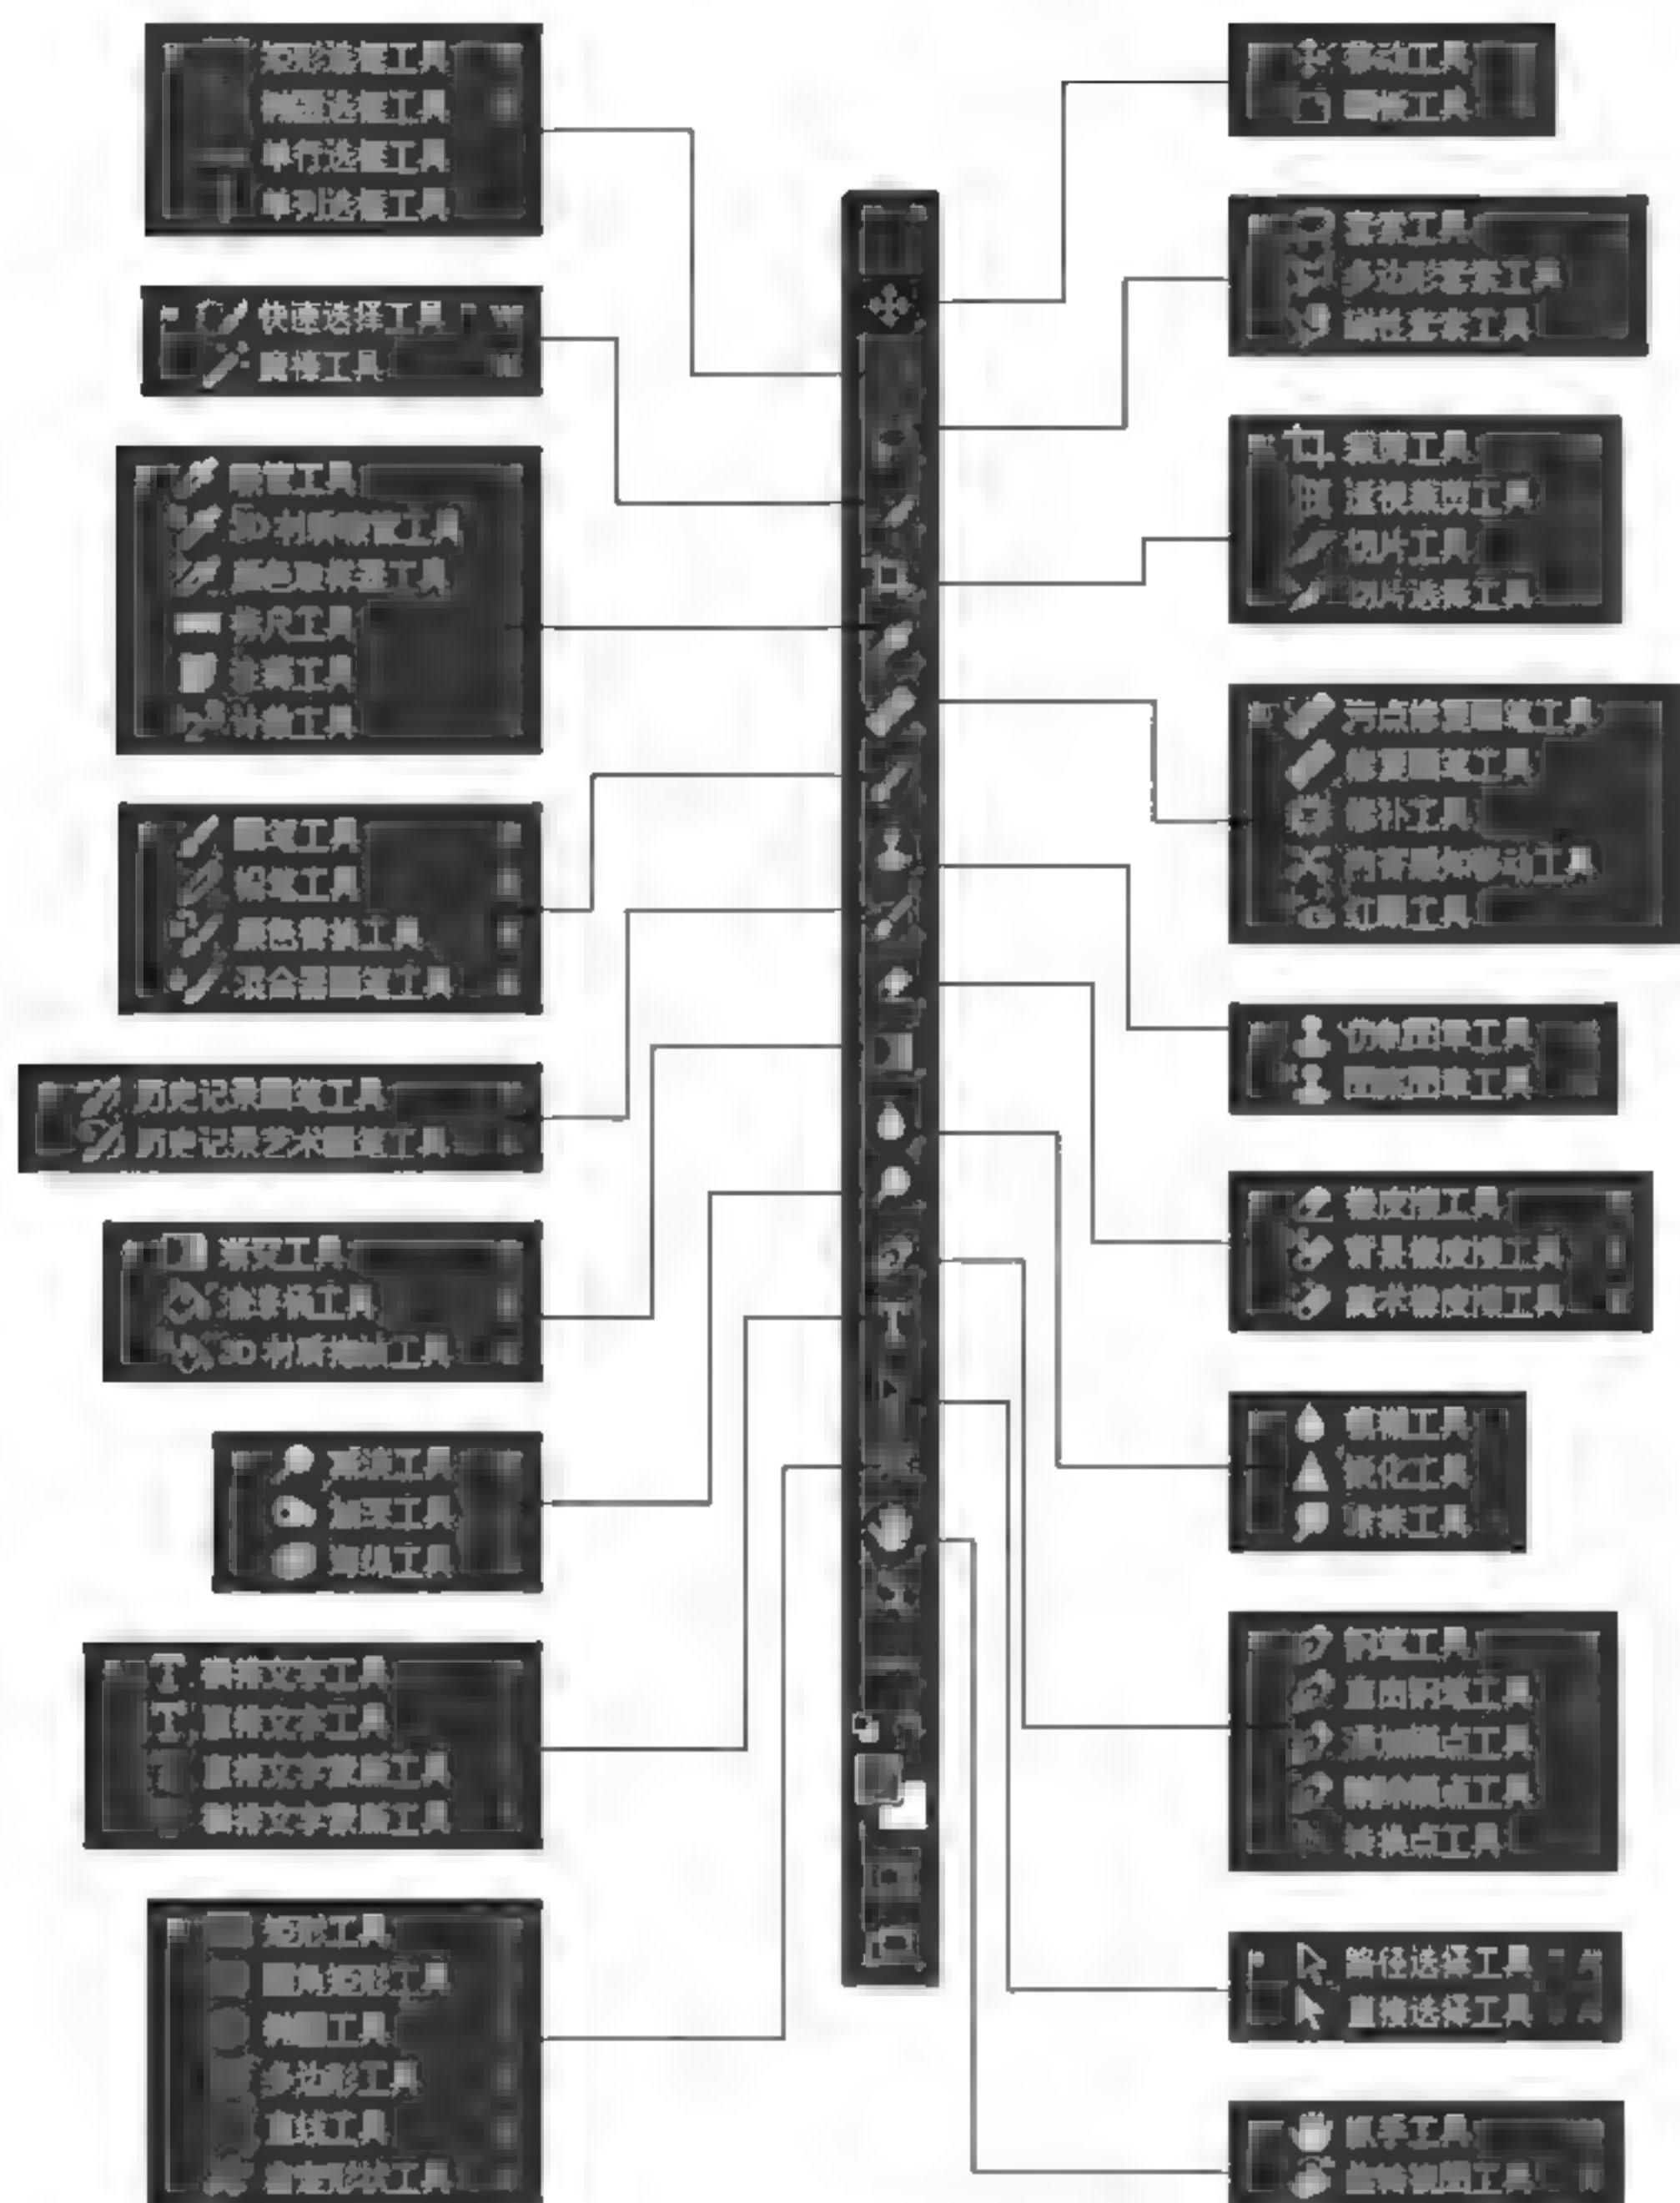 矩形选框工具
椭圆选框工具
单行选框工具
单列选框工具
快速选择工具 W
魔棒工具 W
吸管工具
3D 材质吸管工具
颜色取样器工具
标尺工具
注释工具
计数工具
画笔工具
铅笔工具
颜色替换工具
混合器画笔工具
历史记录画笔工具
历史记录艺术画笔工具
渐变工具
油漆桶工具
3D 材质拖放工具
减淡工具
加深工具
海绵工具
横排文字工具
直排文字工具
直排文字蒙版工具
横排文字蒙版工具
矩形工具
圆角矩形工具
椭圆工具
多边形工具
直线工具
自定形状工具
移动工具
画板工具
套索工具
多边形套索工具
磁性套索工具
裁剪工具
透视裁剪工具
切片工具
切片选择工具
污点修复画笔工具
修复画笔工具
修补工具
内容感知移动工具
红眼工具
仿制图章工具
图案图章工具
橡皮擦工具
背景橡皮擦工具
魔术橡皮擦工具
模糊工具
锐化工具
涂抹工具
钢笔工具
自由钢笔工具
添加锚点工具
删除锚点工具
转换点工具
路径选择工具 A
直接选择工具 A
抓手工具
旋转视图工具